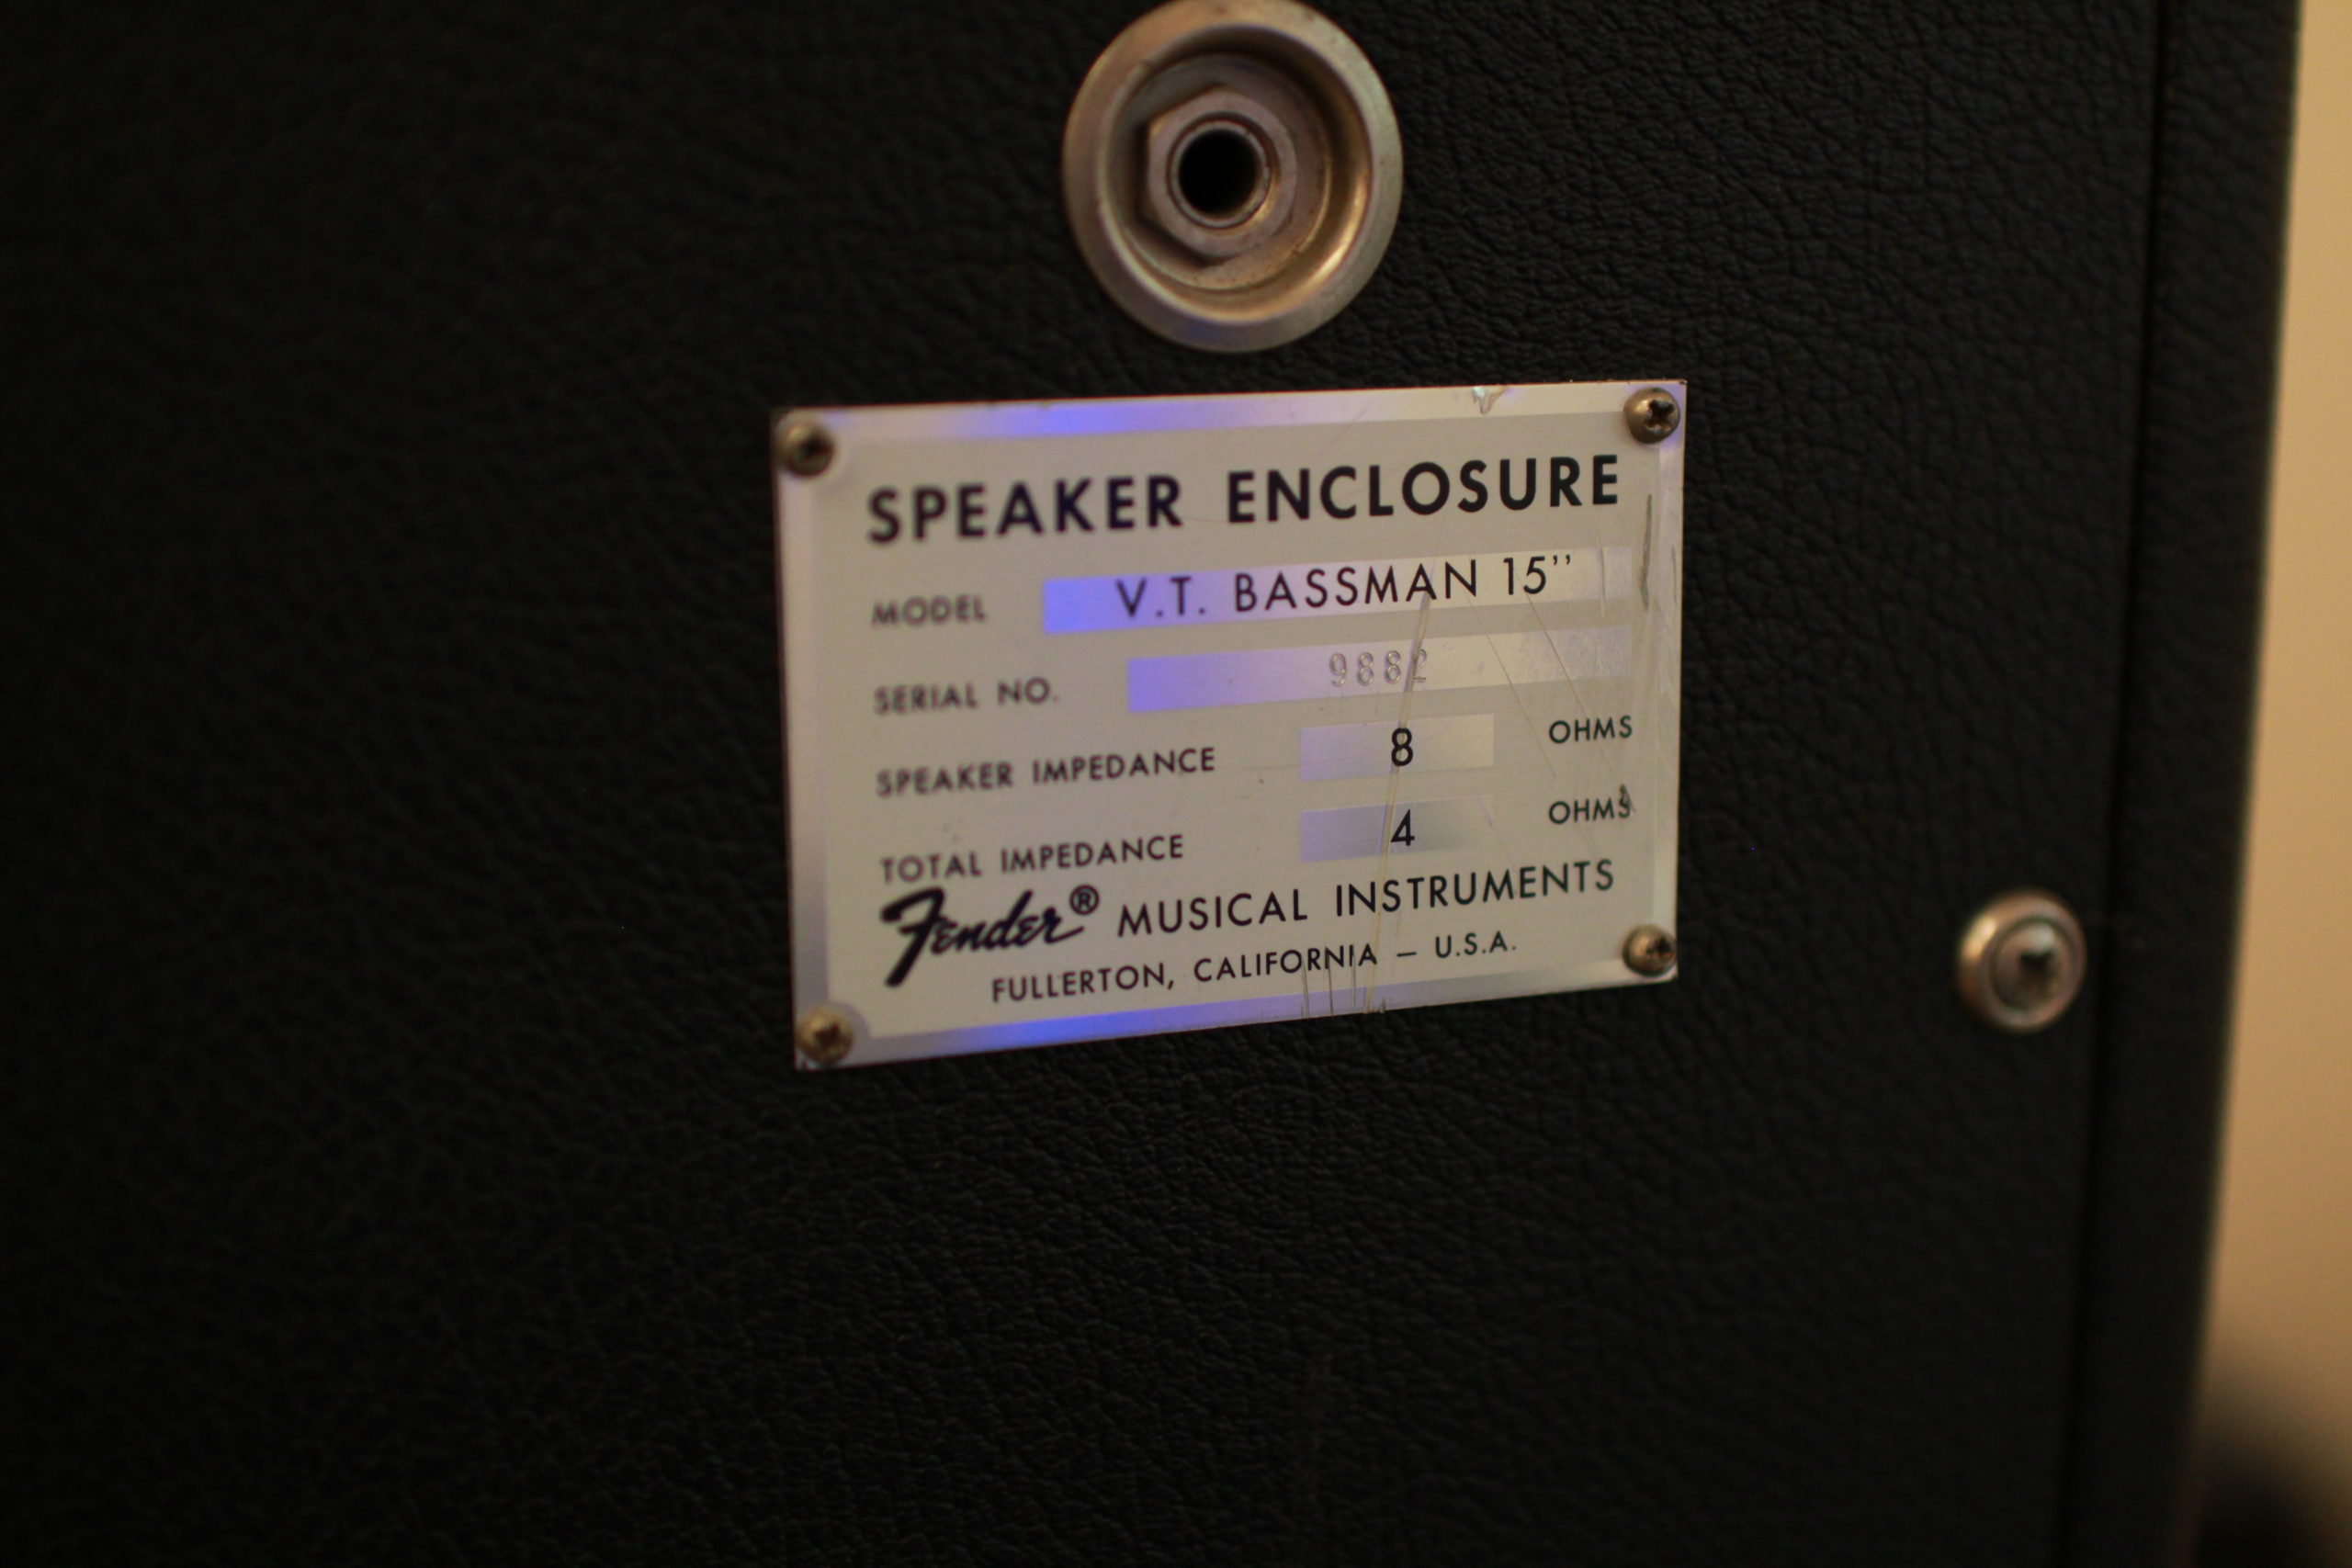 SPEAKER ENCLOSURE
MODEL V.T. BASSMAN 15’’
SERIAL NO. 9882
SPEAKER IMPEDANCE 8 OHMS
TOTAL IMPEDANCE 4 OHMS
Fender® MUSICAL INSTRUMENTS
FULLERTON, CALIFORNIA — U.S.A.